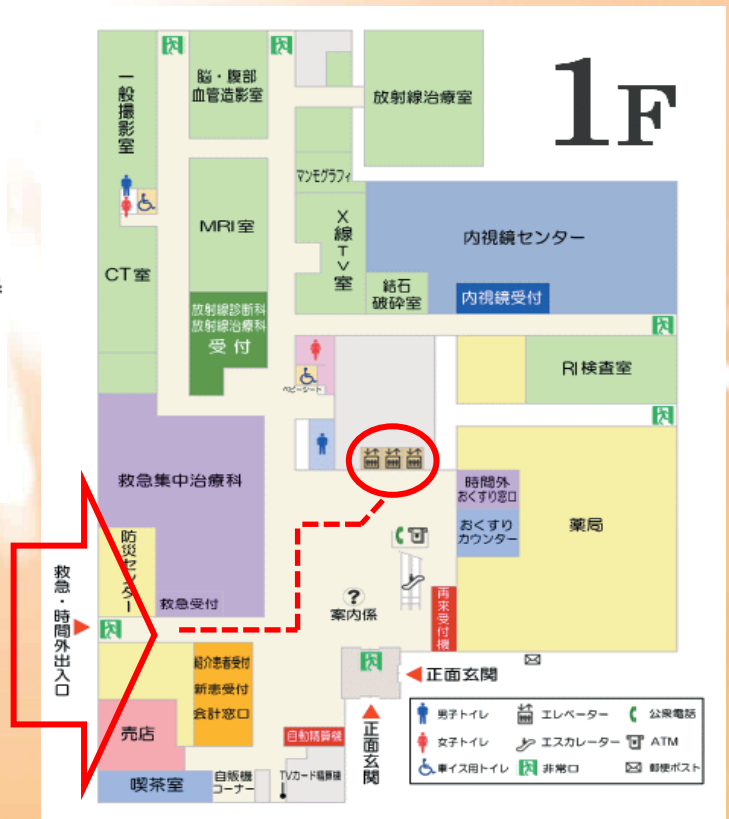 1F
一般撮影室
脳・腹部
血管造影室
放射線治療室
マンモグラフィ
MRI室
X線TV室
内視鏡センター
CT室
結石
破砕室
内視鏡受付
放射線診断科
放射線治療科
受付
RI検査室
ベビーシート
救急集中治療科
時間外
おくすり窓口
おくすり
カウンター
薬局
防災センター
救急受付
救急・時間外出入口
?
案内係
再来受付機
紹介患者受付
新患受付
会計窓口
正面玄関
正面玄関
売店
自動精算機
喫茶室
自販機
コーナー
TVカード精算機
男子トイレ
エレベーター
公衆電話
女子トイレ
エスカレーター
ATM
車イス用トイレ
非常口
郵便ポスト